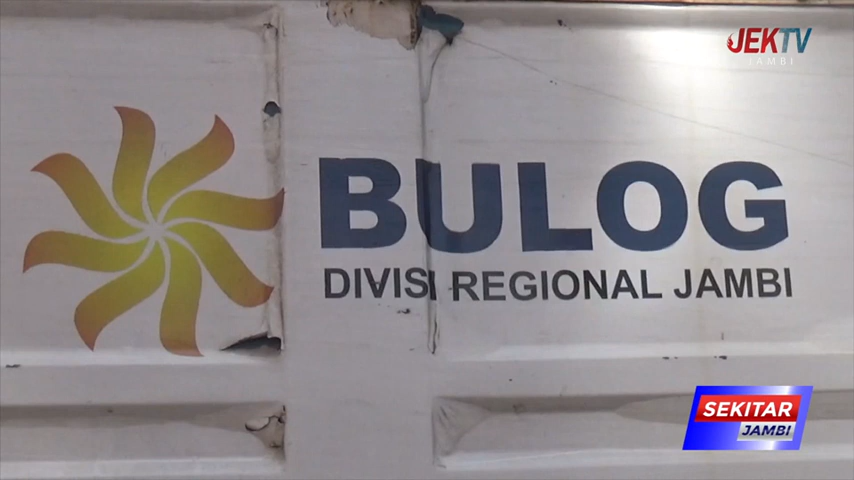 JEKTV
JAMBI
BULOG
DIVISI REGIONAL JAMBI
SEKITAR
JAMBI